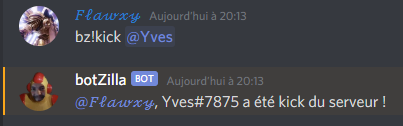 𝓕𝓵𝓪𝔀𝔁𝔂 Aujourd'hui à 20:13
bz!kick @Yves
botZilla BOT Aujourd'hui à 20:13
@𝓕𝓵𝓪𝔀𝔁𝔂, Yves#7875 a été kick du serveur !